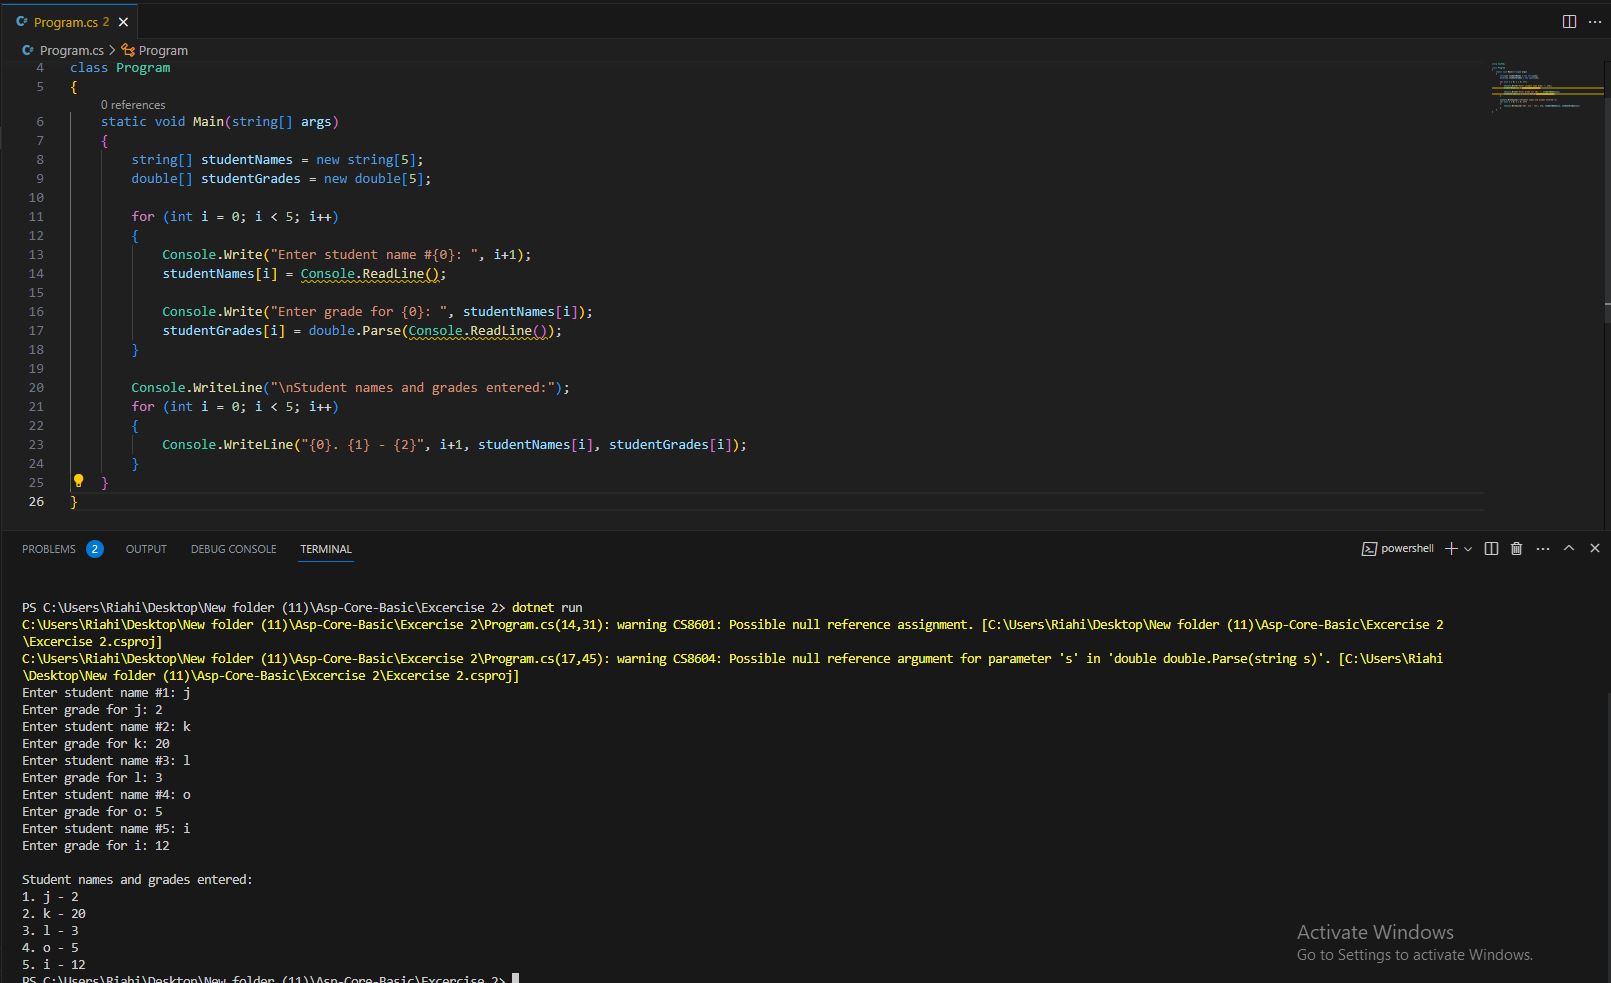 Program.cs 2
Program.cs > Program
4 class Program
5 {
0 references
6 static void Main(string[] args)
7 {
8 string[] studentNames = new string[5];
9 double[] studentGrades = new double[5];
10
11 for (int i = 0; i < 5; i++)
12 {
13 Console.Write("Enter student name #{0}: ", i+1);
14 studentNames[i] = Console.ReadLine();
15
16 Console.Write("Enter grade for {0}: ", studentNames[i]);
17 studentGrades[i] = double.Parse(Console.ReadLine());
18 }
19
20 Console.WriteLine("\nStudent names and grades entered:");
21 for (int i = 0; i < 5; i++)
22 {
23 Console.WriteLine("{0}. {1} - {2}", i+1, studentNames[i], studentGrades[i]);
24 }
25 }
26 }
PROBLEMS 2 OUTPUT DEBUG CONSOLE TERMINAL powershell
PS C:\Users\Riahi\Desktop\New folder (11)\Asp-Core-Basic\Excercise 2> dotnet run
C:\Users\Riahi\Desktop\New folder (11)\Asp-Core-Basic\Excercise 2\Program.cs(14,31): warning CS8601: Possible null reference assignment. [C:\Users\Riahi\Desktop\New folder (11)\Asp-Core-Basic\Excercise 2
\Excercise 2.csproj]
C:\Users\Riahi\Desktop\New folder (11)\Asp-Core-Basic\Excercise 2\Program.cs(17,45): warning CS8604: Possible null reference argument for parameter 's' in 'double double.Parse(string s)'. [C:\Users\Riahi
\Desktop\New folder (11)\Asp-Core-Basic\Excercise 2\Excercise 2.csproj]
Enter student name #1: j
Enter grade for j: 2
Enter student name #2: k
Enter grade for k: 20
Enter student name #3: l
Enter grade for l: 3
Enter student name #4: o
Enter grade for o: 5
Enter student name #5: i
Enter grade for i: 12
Student names and grades entered:
1. j - 2
2. k - 20
3. l - 3
4. o - 5
5. i - 12
PS C:\Users\Riahi\Desktop\New folder (11)\Asp-Core-Basic\Excercise 2>
Activate Windows
Go to Settings to activate Windows.